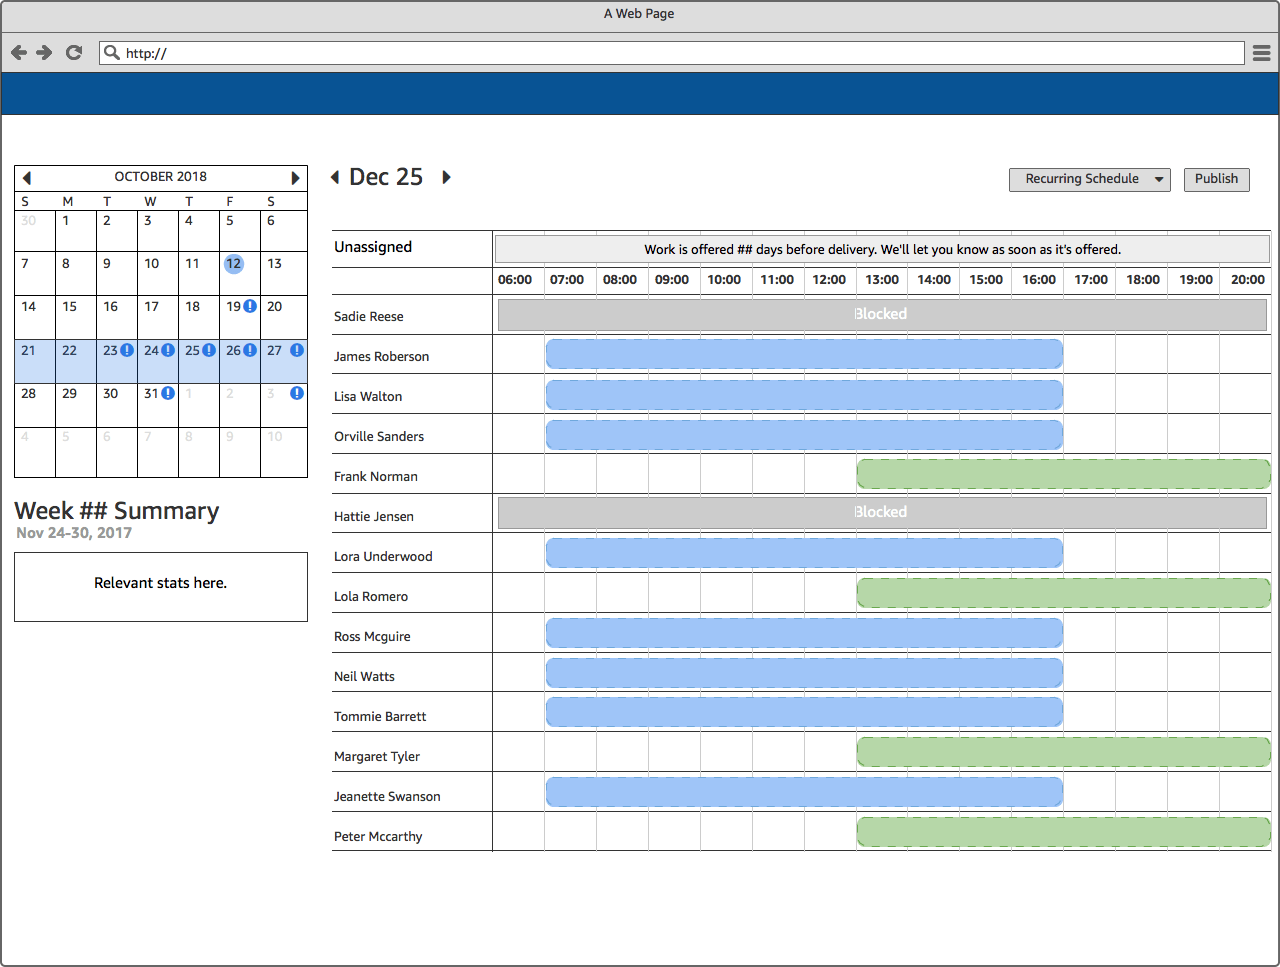 A Web Page
http://
OCTOBER 2018
S M T W T F S
30 1 2 3 4 5 6
7 8 9 10 11 12 13
14 15 16 17 18 19 ! 20
21 22 23 ! 24 ! 25 ! 26 ! 27 !
28 29 30 31 ! 1 2 3 !
4 5 6 7 8 9 10
Week ## Summary
Nov 24-30, 2017
Relevant stats here.
Dec 25
Recurring Schedule
Publish
Unassigned
Work is offered ## days before delivery. We'll let you know as soon as it's offered.
06:00 07:00 08:00 09:00 10:00 11:00 12:00 13:00 14:00 15:00 16:00 17:00 18:00 19:00 20:00
Sadie Reese Blocked
James Roberson
Lisa Walton
Orville Sanders
Frank Norman
Hattie Jensen Blocked
Lora Underwood
Lola Romero
Ross Mcguire
Neil Watts
Tommie Barrett
Margaret Tyler
Jeanette Swanson
Peter Mccarthy